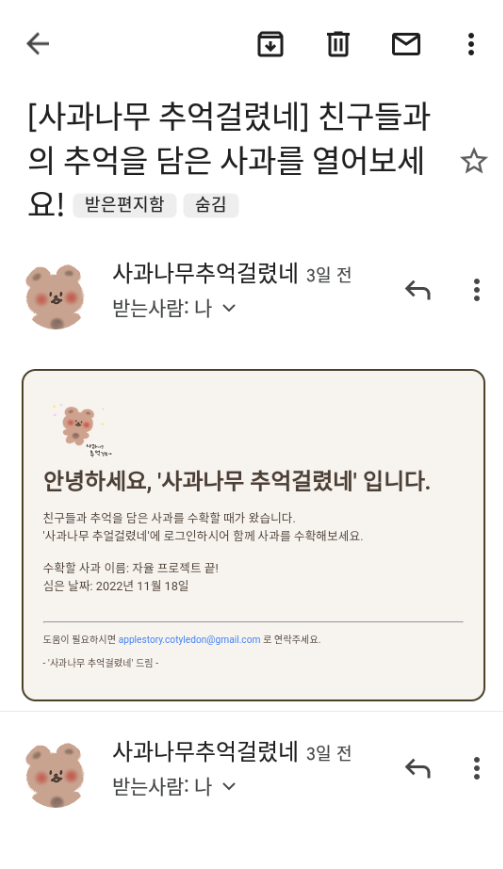 [사과나무 추억걸렸네] 친구들과
의 추억을 담은 사과를 열어보세
요! 받은편지함 숨김
사과나무추억걸렸네 3일 전
받는사람: 나
안녕하세요, '사과나무 추억걸렸네' 입니다.
친구들과 추억을 담은 사과를 수확할 때가 왔습니다.
'사과나무 추얼걸렸네'에 로그인하시어 함께 사과를 수확해보세요.
수확할 사과 이름: 자율 프로젝트 끝!
심은 날짜: 2022년 11월 18일
도움이 필요하시면 applestory.cotyledon@gmail.com 로 연락주세요.
- '사과나무 추억걸렸네' 드림 -
사과나무추억걸렸네 3일 전
받는사람: 나